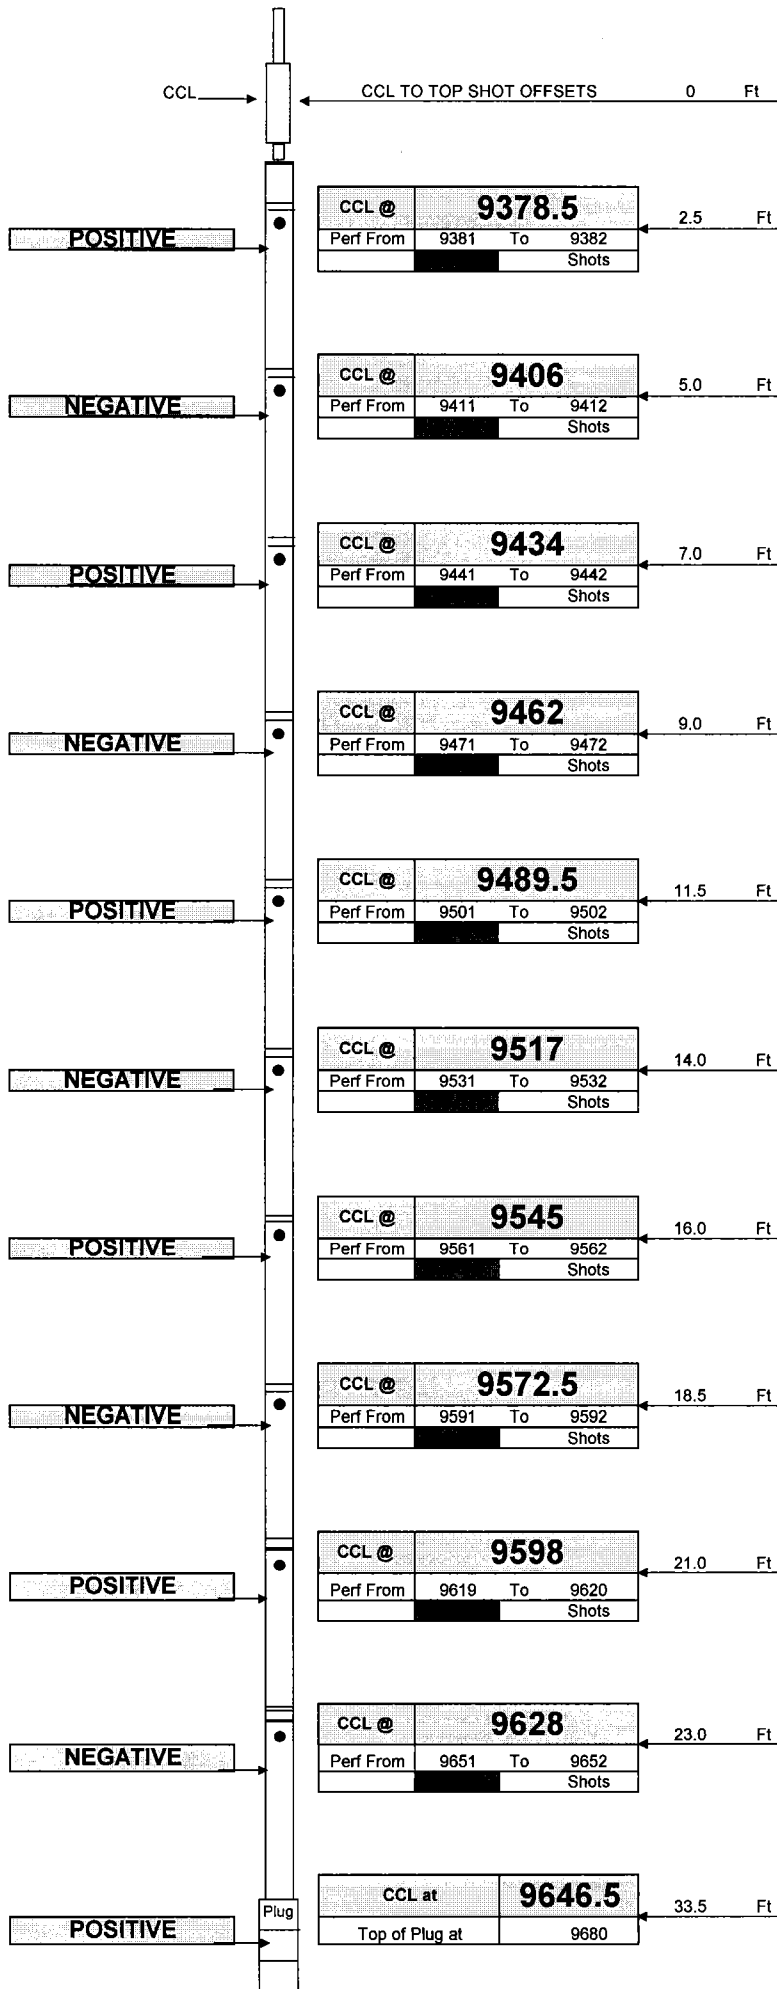 CCL CCL TO TOP SHOT OFFSETS 0 Ft
CCL @ 9378.5
2.5 Ft
POSITIVE
Perf From 9381 To 9382
Shots
CCL @ 9406
5.0 Ft
NEGATIVE
Perf From 9411 To 9412
Shots
CCL @ 9434
7.0 Ft
POSITIVE
Perf From 9441 To 9442
Shots
CCL @ 9462
9.0 Ft
NEGATIVE
Perf From 9471 To 9472
Shots
CCL @ 9489.5
11.5 Ft
POSITIVE
Perf From 9501 To 9502
Shots
CCL @ 9517
14.0 Ft
NEGATIVE
Perf From 9531 To 9532
Shots
CCL @ 9545
16.0 Ft
POSITIVE
Perf From 9561 To 9562
Shots
CCL @ 9572.5
18.5 Ft
NEGATIVE
Perf From 9591 To 9592
Shots
CCL @ 9598
21.0 Ft
POSITIVE
Perf From 9619 To 9620
Shots
CCL @ 9628
23.0 Ft
NEGATIVE
Perf From 9651 To 9652
Shots
CCL at 9646.5
Plug
33.5 Ft
POSITIVE
Top of Plug at 9680